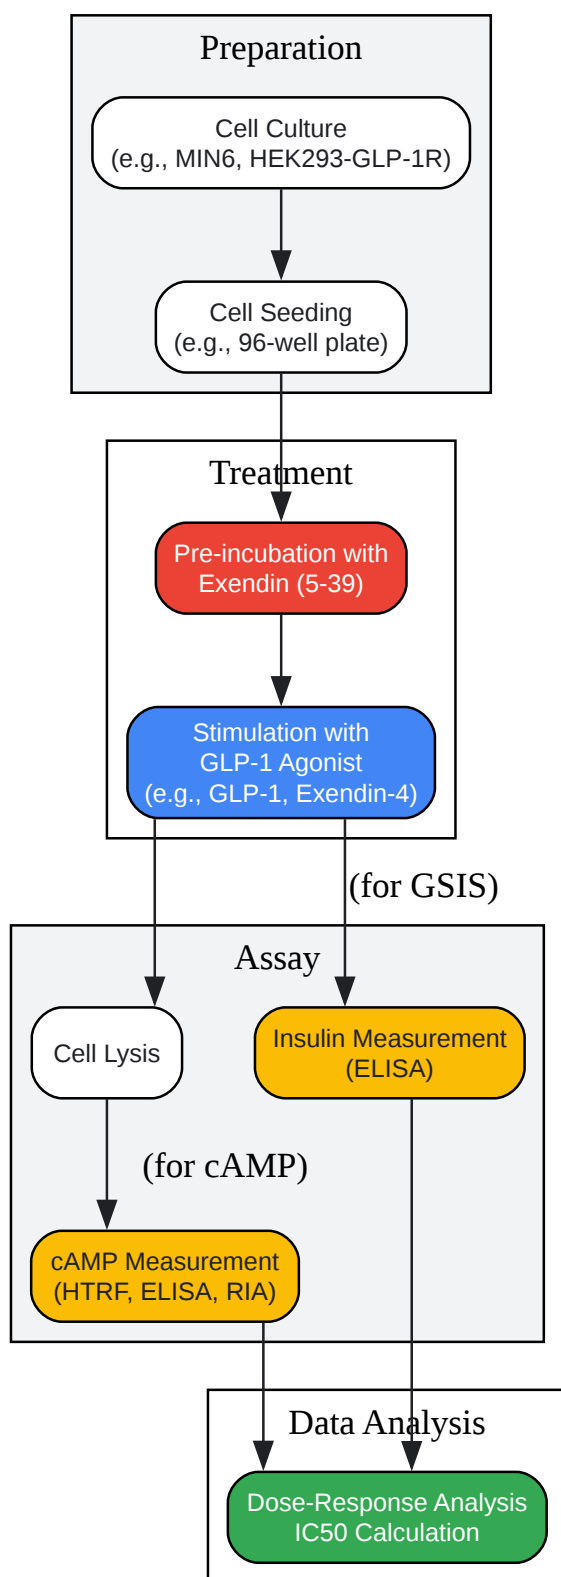 Preparation
Cell Culture
(e.g., MIN6, HEK293-GLP-1R)
Cell Seeding
(e.g., 96-well plate)
Treatment
Pre-incubation with
Exendin (5-39)
Stimulation with
GLP-1 Agonist
(e.g., GLP-1, Exendin-4)
(for GSIS)
Assay
Cell Lysis
Insulin Measurement
(ELISA)
(for cAMP)
cAMP Measurement
(HTRF, ELISA, RIA)
Data Analysis
Dose-Response Analysis
IC50 Calculation